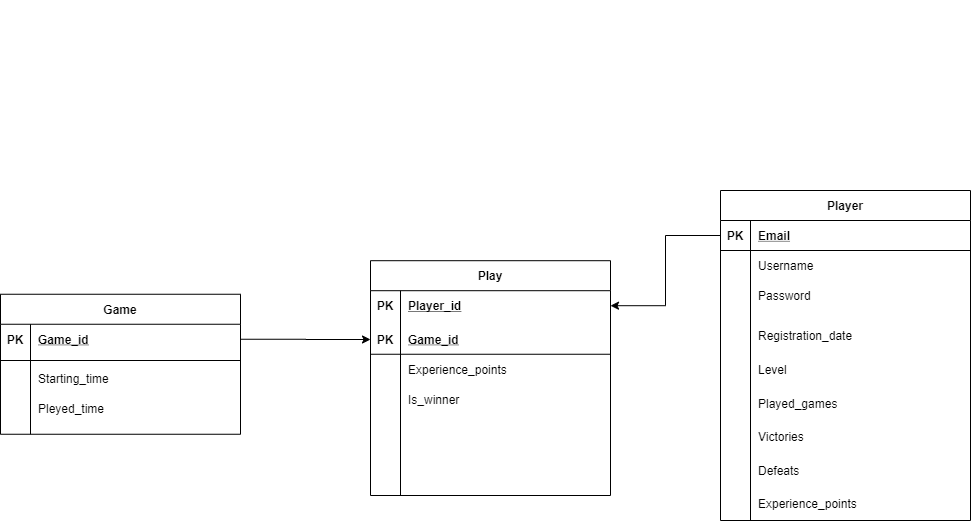 Game
PK Game_id
Starting_time
Pleyed_time
Play
PK Player_id
PK Game_id
Experience_points
Is_winner
Player
PK Email
Username
Password
Registration_date
Level
Played_games
Victories
Defeats
Experience_points